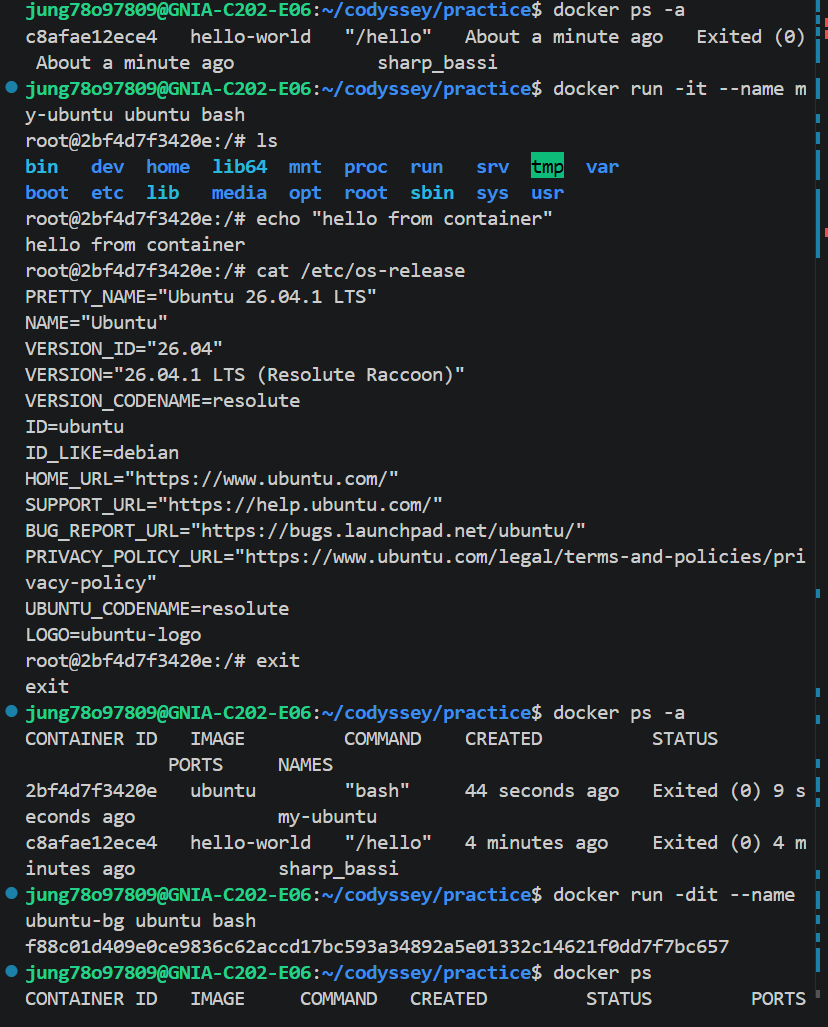 jung78o97809@GNIA-C202-E06:~/codyssey/practice$ docker ps -a
c8afae12ece4   hello-world   "/hello"   About a minute ago   Exited (0)
 About a minute ago             sharp_bassi
jung78o97809@GNIA-C202-E06:~/codyssey/practice$ docker run -it --name m
y-ubuntu ubuntu bash
root@2bf4d7f3420e:/# ls
bin   dev  home  lib64  mnt  proc  run   srv  tmp  var
boot  etc  lib   media  opt  root  sbin  sys  usr
root@2bf4d7f3420e:/# echo "hello from container"
hello from container
root@2bf4d7f3420e:/# cat /etc/os-release
PRETTY_NAME="Ubuntu 26.04.1 LTS"
NAME="Ubuntu"
VERSION_ID="26.04"
VERSION="26.04.1 LTS (Resolute Raccoon)"
VERSION_CODENAME=resolute
ID=ubuntu
ID_LIKE=debian
HOME_URL="https://www.ubuntu.com/"
SUPPORT_URL="https://help.ubuntu.com/"
BUG_REPORT_URL="https://bugs.launchpad.net/ubuntu/"
PRIVACY_POLICY_URL="https://www.ubuntu.com/legal/terms-and-policies/pri
vacy-policy"
UBUNTU_CODENAME=resolute
LOGO=ubuntu-logo
root@2bf4d7f3420e:/# exit
exit
jung78o97809@GNIA-C202-E06:~/codyssey/practice$ docker ps -a
CONTAINER ID   IMAGE         COMMAND    CREATED          STATUS
             PORTS     NAMES
2bf4d7f3420e   ubuntu        "bash"     44 seconds ago   Exited (0) 9 s
econds ago             my-ubuntu
c8afae12ece4   hello-world   "/hello"   4 minutes ago    Exited (0) 4 m
inutes ago             sharp_bassi
jung78o97809@GNIA-C202-E06:~/codyssey/practice$ docker run -dit --name
ubuntu-bg ubuntu bash
f88c01d409e0ce9836c62accd17bc593a34892a5e01332c14621f0dd7f7bc657
jung78o97809@GNIA-C202-E06:~/codyssey/practice$ docker ps
CONTAINER ID   IMAGE     COMMAND   CREATED         STATUS         PORTS